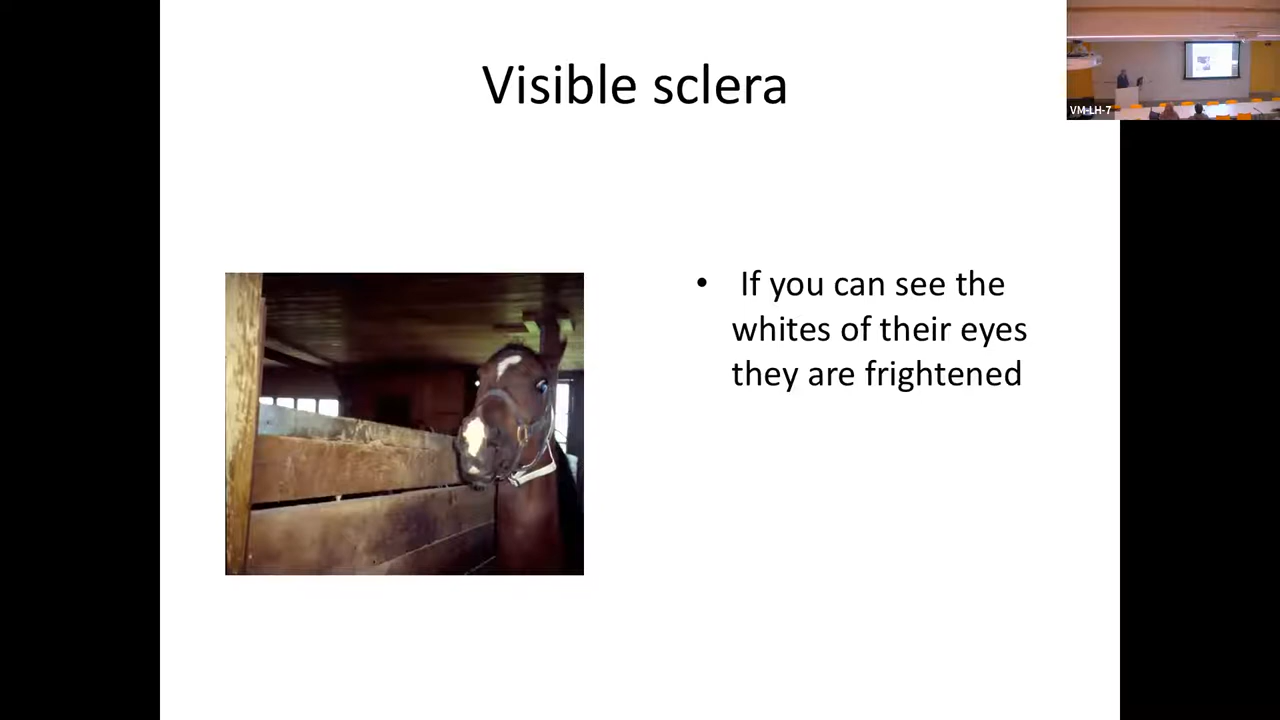 Visible sclera
VM-LH-7
• If you can see the
whites of their eyes
they are frightened